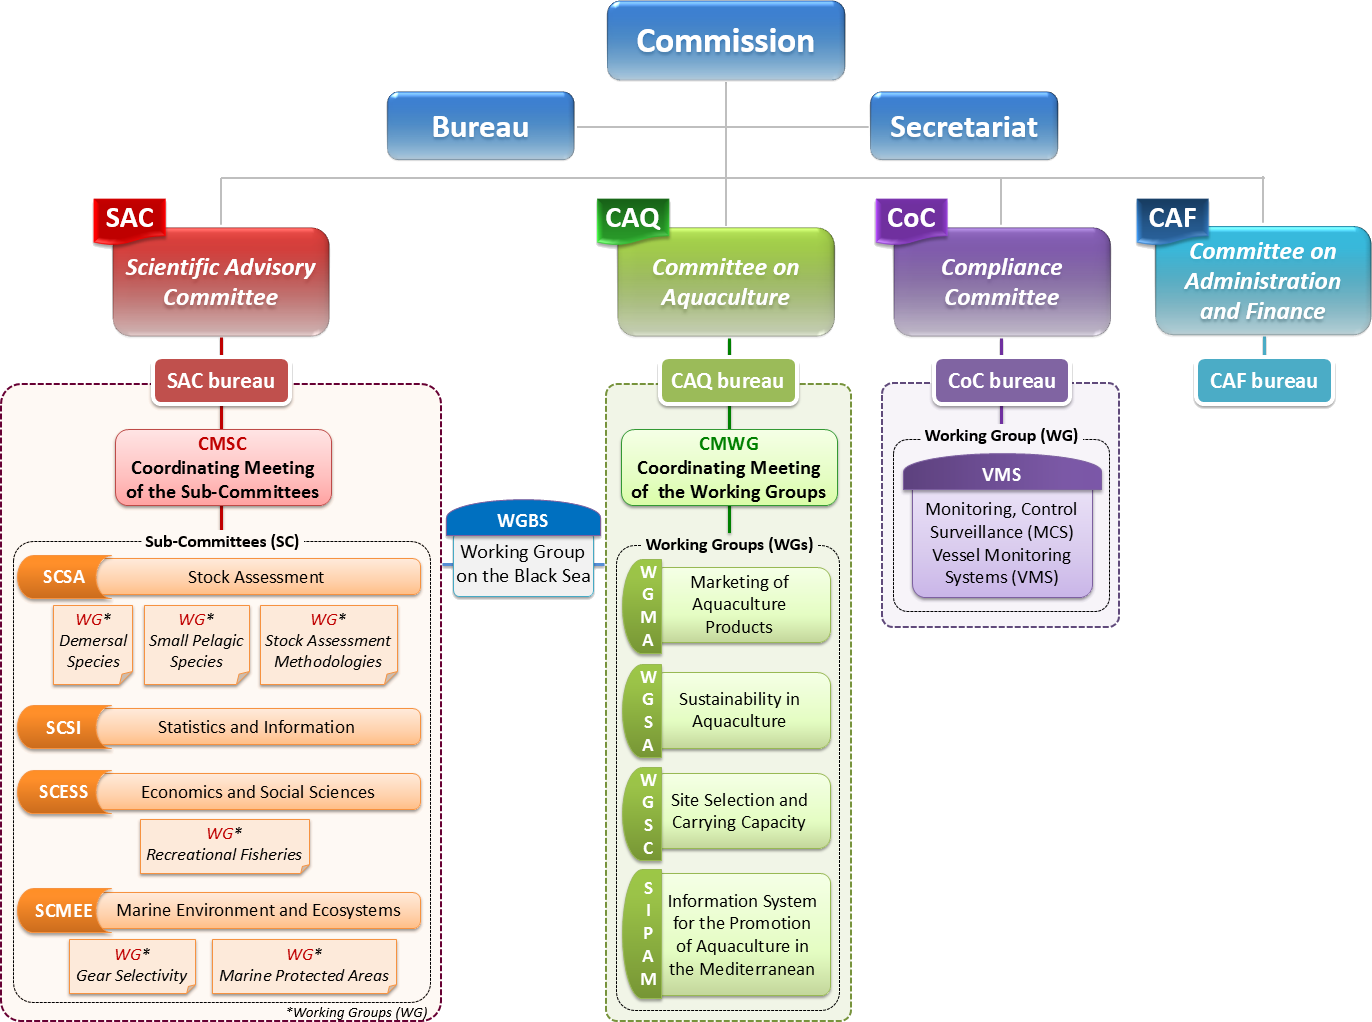 Commission
Bureau
Secretariat
SAC
Scientific Advisory
Committee
CAQ
Committee on
Aquaculture
CoC
Compliance
Committee
CAF
Committee on
Administration
and Finance
SAC bureau
CAQ bureau
CoC bureau
CAF bureau
CMSC
Coordinating Meeting
of the Sub-Committees
Sub-Committees (SC)
SCSA
Stock Assessment
WG*
Demersal
Species
WG*
Small Pelagic
Species
WG*
Stock Assessment
Methodologies
SCSI
Statistics and Information
SCESS
Economics and Social Sciences
WG*
Recreational Fisheries
SCMEE
Marine Environment and Ecosystems
WG*
Gear Selectivity
WG*
Marine Protected Areas
*Working Groups (WG)
WGBS
Working Group
on the Black Sea
CMWG
Coordinating Meeting
of the Working Groups
Working Groups (WGs)
WGMA
Marketing of
Aquaculture
Products
WGSA
Sustainability in
Aquaculture
WGSC
Site Selection and
Carrying Capacity
SIPAM
Information System
for the Promotion
of Aquaculture in
the Mediterranean
Working Group (WG)
VMS
Monitoring, Control
Surveillance (MCS)
Vessel Monitoring
Systems (VMS)